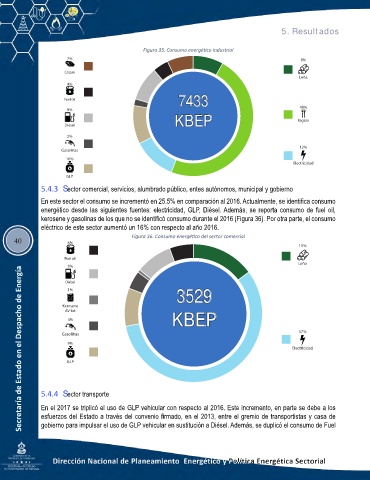 5. Resultados
Figura 35. Consumo energético industrial
7433
KBEP
7%
Coque
4%
Fuel oil
9%
Diésel
2%
Gasolinas
10%
GLP
8%
Leña
48%
Bagazo
12%
Electricidad
5.4.3 Sector comercial, servicios, alumbrado público, entes autónomos, municipal y gobierno
En este sector el consumo se incrementó en 25.5% en comparación al 2016. Actualmente, se identifica consumo
energético desde las siguientes fuentes: electricidad, GLP, Diésel. Además, se reporta consumo de fuel oil,
kerosene y gasolinas de los que no se identificó consumo durante el 2016 (Figura 36). Por otra parte, el consumo
eléctrico de este sector aumentó un 16% con respecto al año 2016.
40
Figura 36. Consumo energético del sector comercial
3529
KBEP
Fuel oil
Diésel
1%
Kerosene
Av-Jet
Gasolinas
9%
GLP
15%
Leña
57%
Electricidad
5.4.4 Sector transporte
En el 2017 se triplicó el uso de GLP vehicular con respecto al 2016. Este incremento, en parte se debe a los
esfuerzos del Estado a través del convenio firmado, en el 2013, entre el gremio de transportistas y casa de
gobierno para impulsar el uso de GLP vehicular en sustitución a Diésel. Además, se duplicó el consumo de Fuel
Secretaría de Estado en el Despacho de Energía
Dirección Nacional de Planeamiento Energético y Política Energética Sectorial